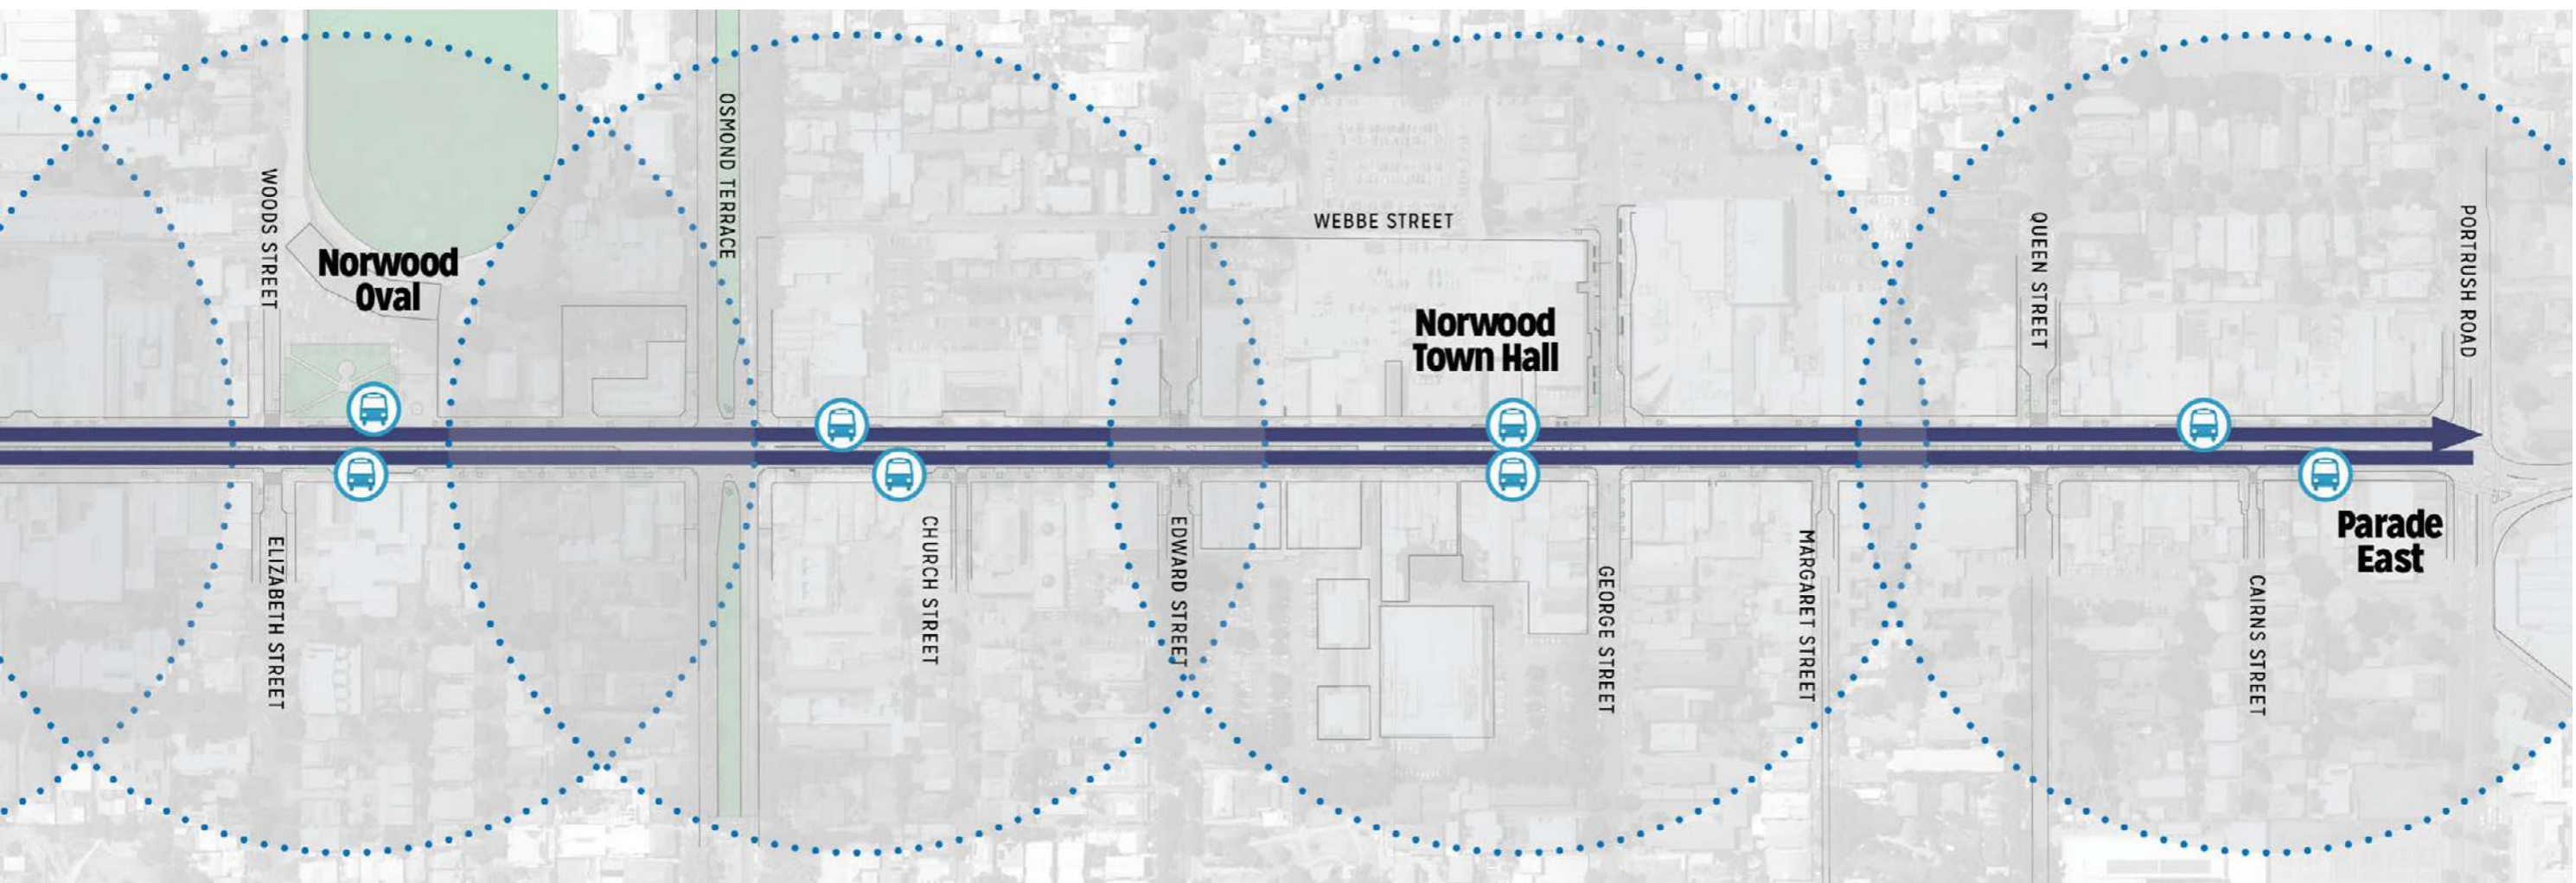 WOODS STREET
Norwood
Oval
OSMOND TERRACE
WEBBE STREET
Norwood
Town Hall
QUEEN STREET
PORTRUSH ROAD
ELIZABETH STREET
CHURCH STREET
EDWARD STREET
GEORGE STREET
MARGARET STREET
CAIRNS STREET
Parade
East